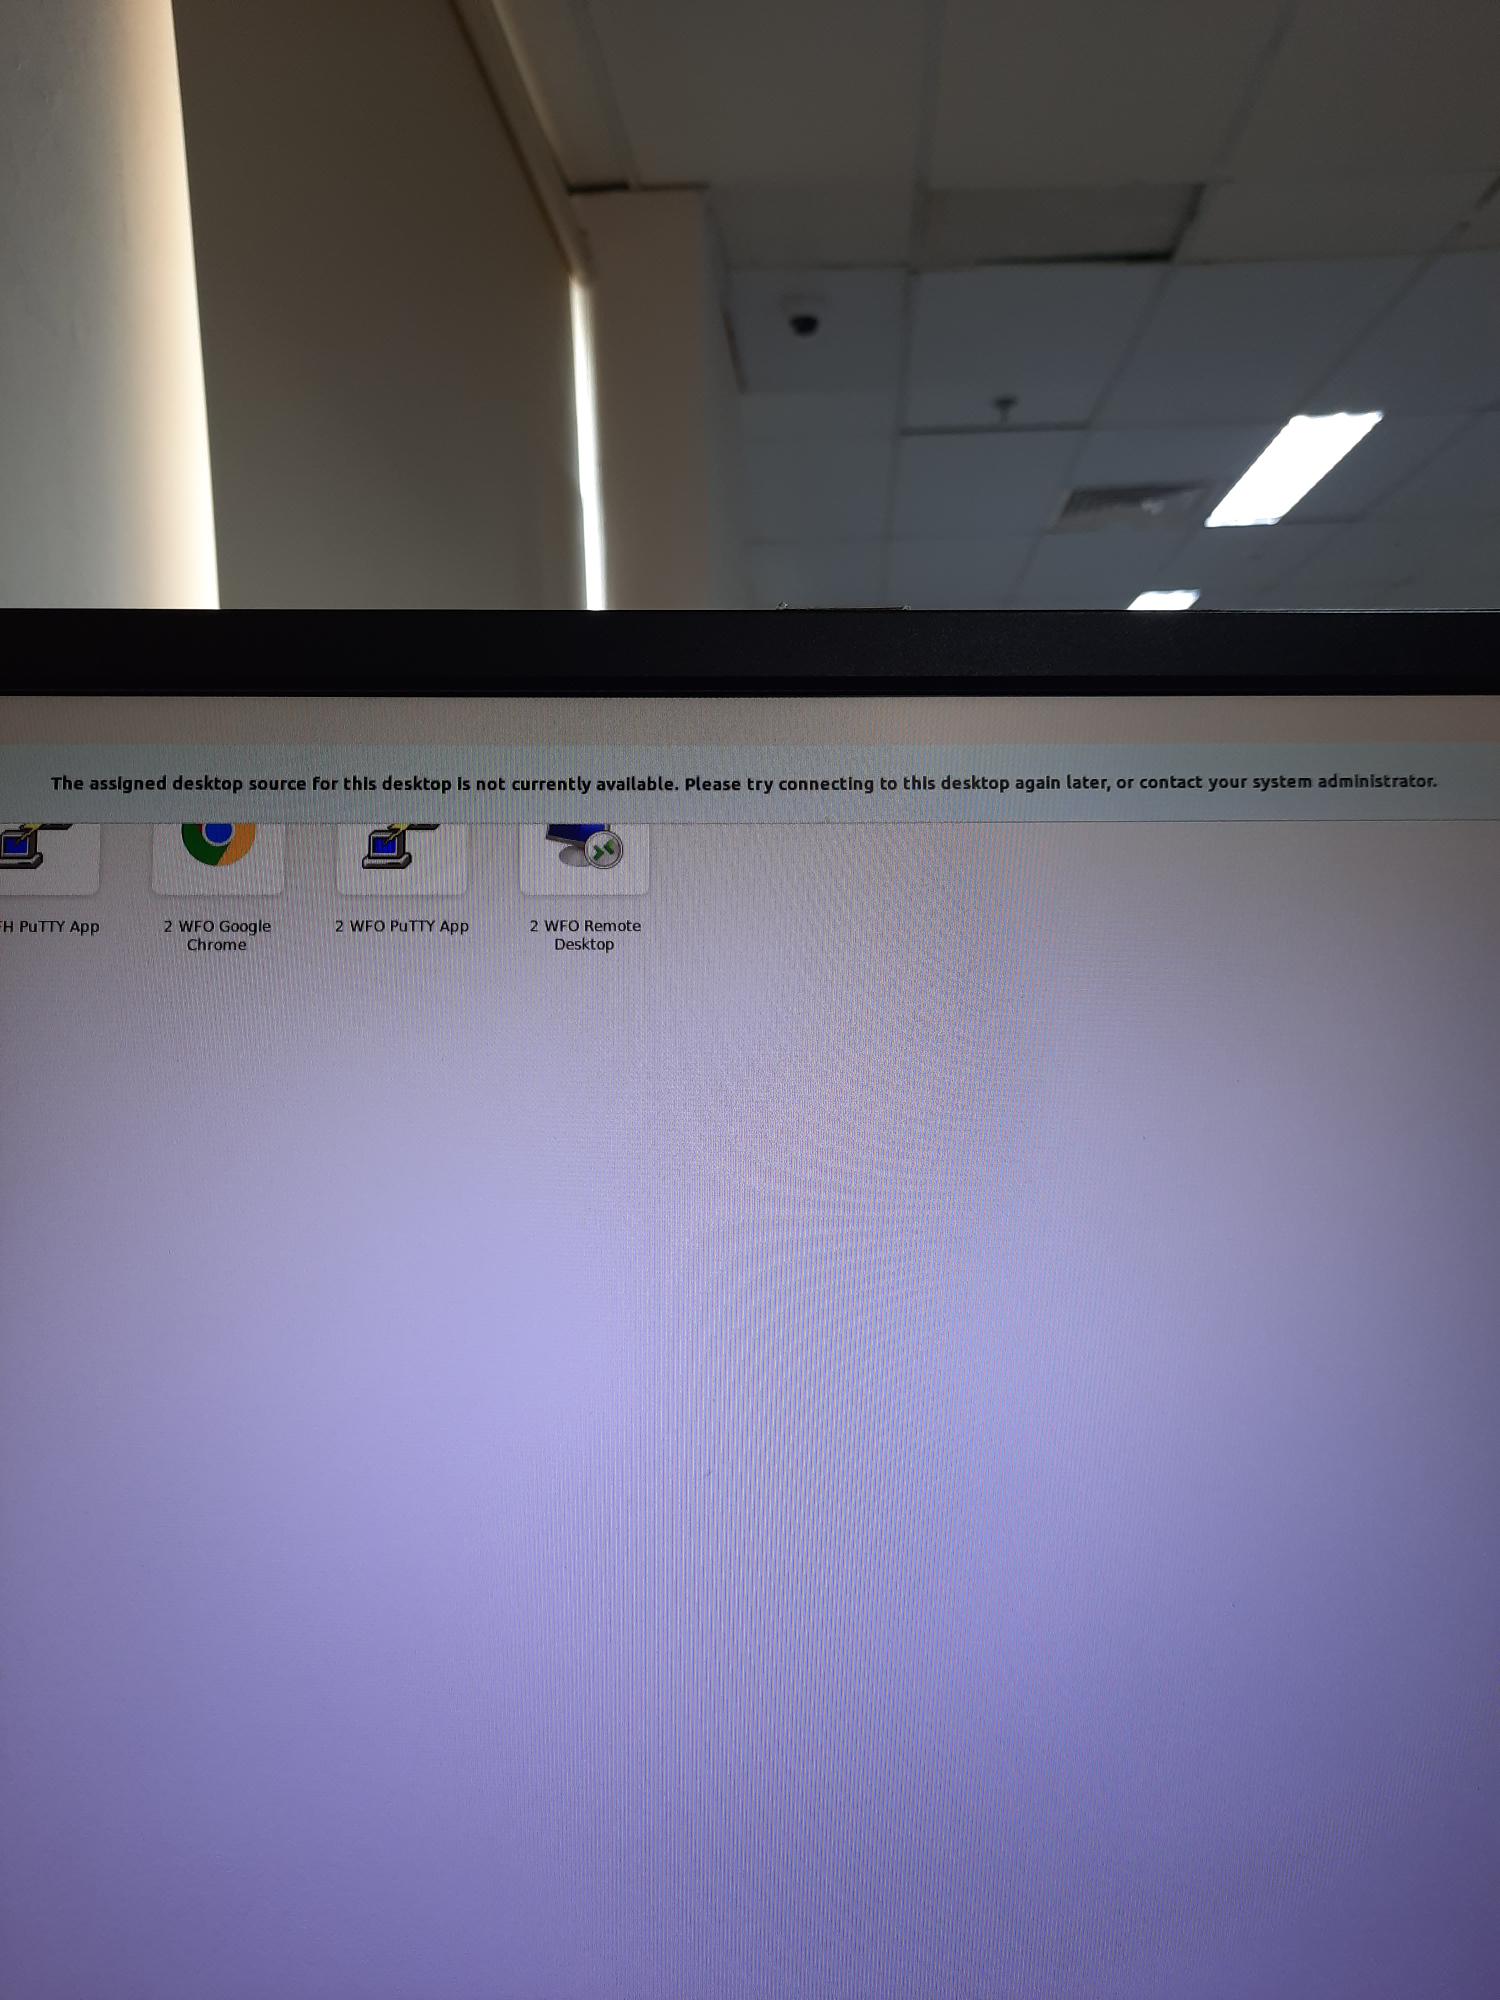 The assigned desktop source for this desktop is not currently available. Please try connecting to this desktop again later, or contact your system administrator.
H PuTTY App
2 WFO Google
Chrome
2 WFO PuTTY App
2 WFO Remote
Desktop